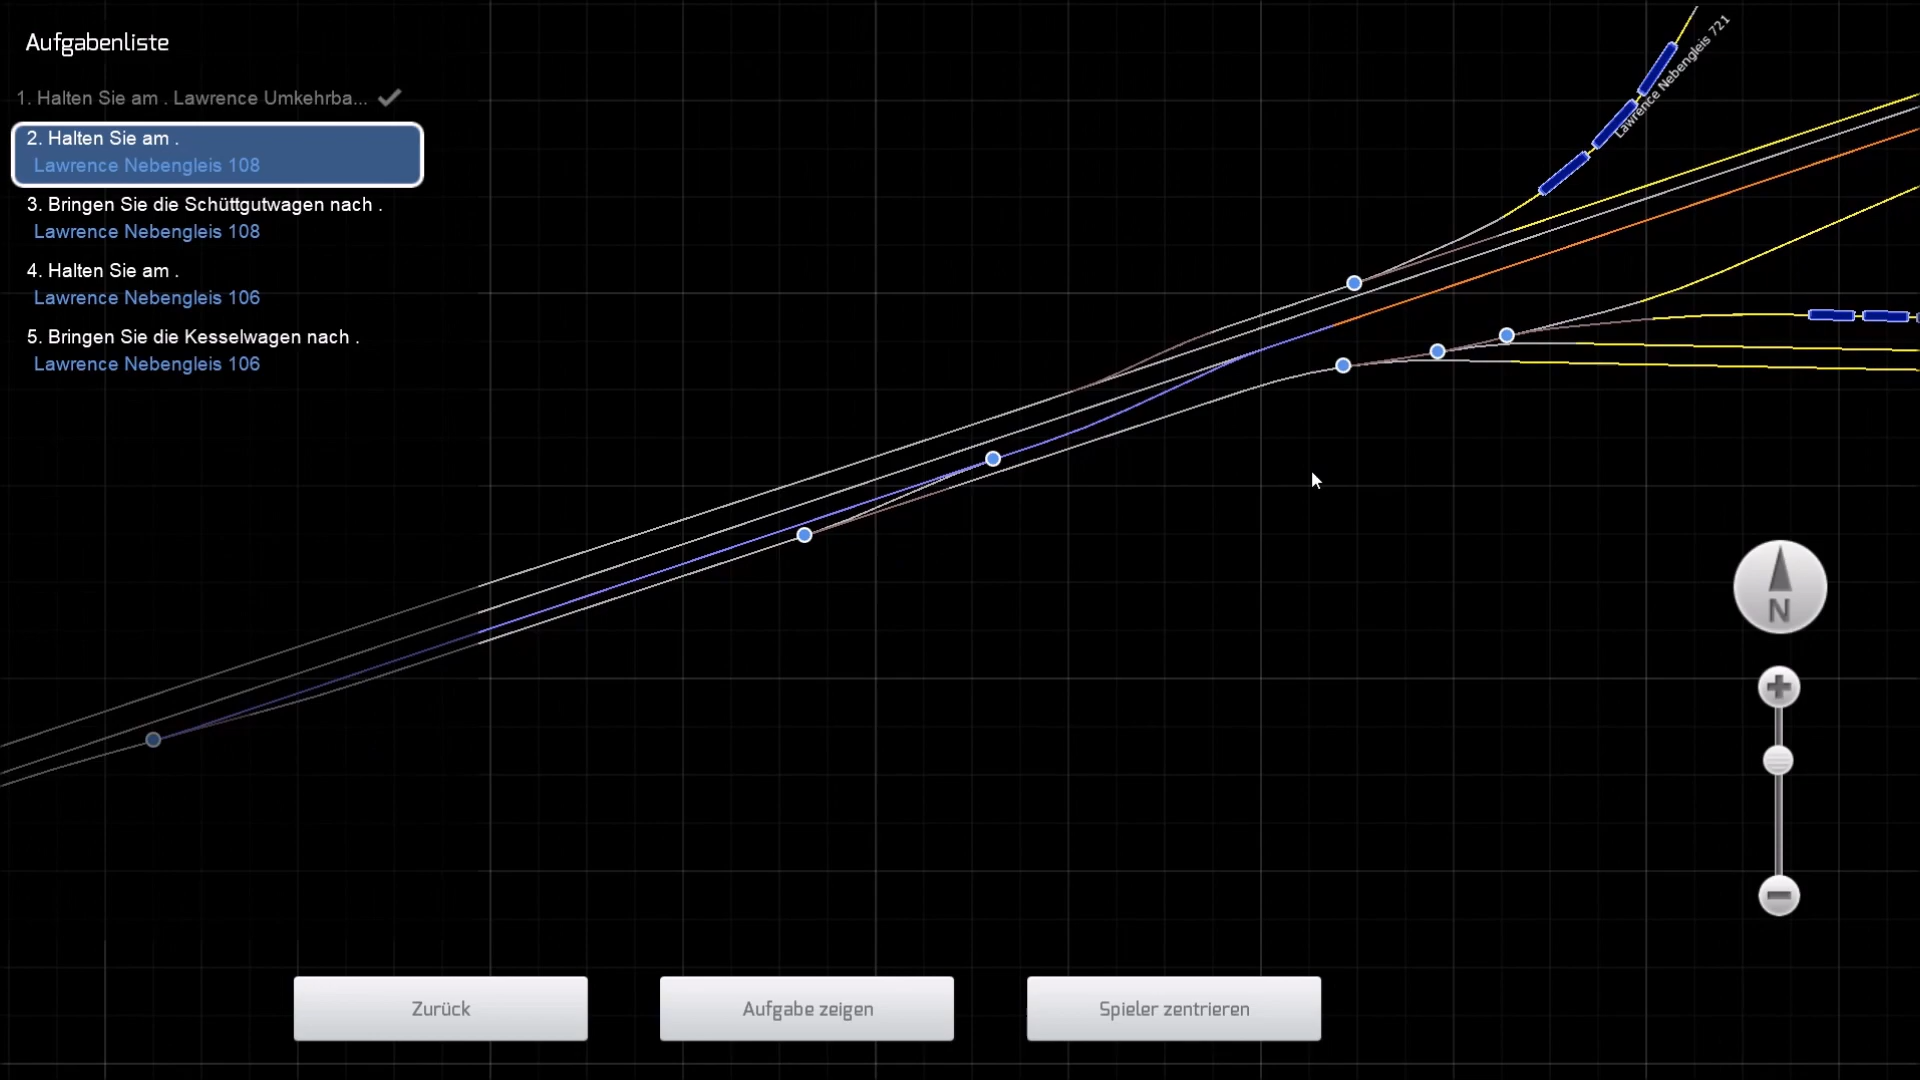 Aufgabenliste
1. Halten Sie am . Lawrence Umkehrba...
2. Halten Sie am .
Lawrence Nebengleis 108
3. Bringen Sie die Schüttgutwagen nach .
Lawrence Nebengleis 108
4. Halten Sie am .
Lawrence Nebengleis 106
5. Bringen Sie die Kesselwagen nach .
Lawrence Nebengleis 106
Lawrence Nebengleis 721
N
Zurück
Aufgabe zeigen
Spieler zentrieren